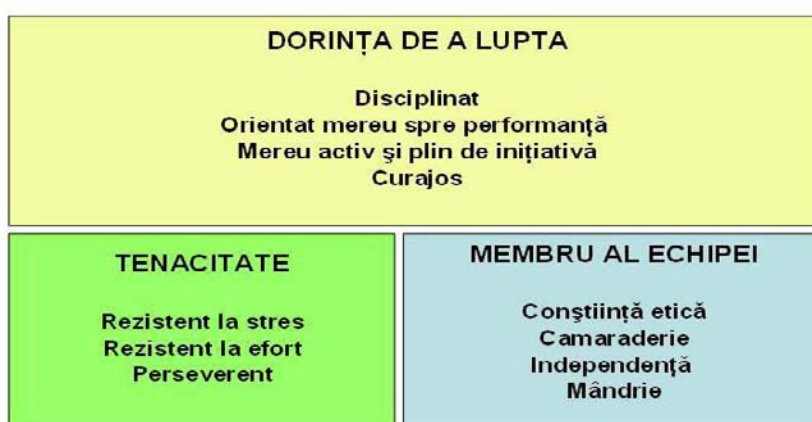 DORINȚA DE A LUPTA
Disciplinat
Orientat mereu spre performanță
Mereu activ şi plin de inițiativă
Curajos
TENACITATE
Rezistent la stres
Rezistent la efort
Perseverent
MEMBRU AL ECHIPEI
Conştiință etică
Camaraderie
Independență
Mândrie